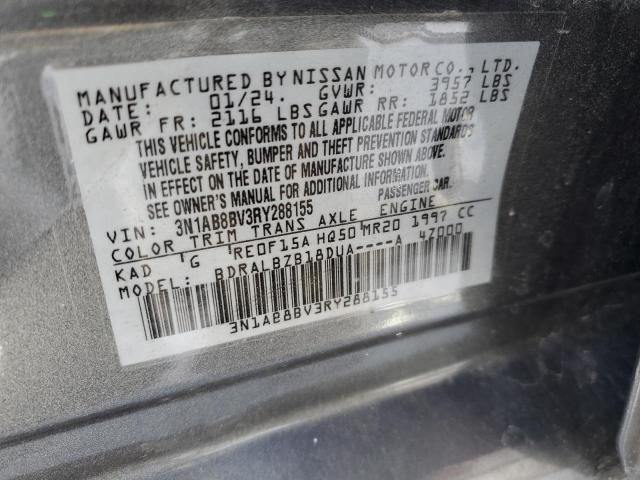 MANUFACTURED BY NISSAN MOTOR CO., LTD.
DATE: 01/24. GVWR: 3957 LBS
GAWR FR: 2116 LBS GAWR RR: 1852 LBS
THIS VEHICLE CONFORMS TO ALL APPLICABLE FEDERAL MOTOR
VEHICLE SAFETY, BUMPER AND THEFT PREVENTION STANDARDS
IN EFFECT ON THE DATE OF MANUFACTURE SHOWN ABOVE.
SEE OWNER'S MANUAL FOR ADDITIONAL INFORMATION.
VIN: 3N1AB8BV3RY288155 PASSENGER CAR.
COLOR TRIM TRANS AXLE ENGINE
KAD G RE0F15A HQ50 MR20 1997 CC
MODEL: BDRALBZB18DUA----A 47000
3N1AB8BV3RY288155